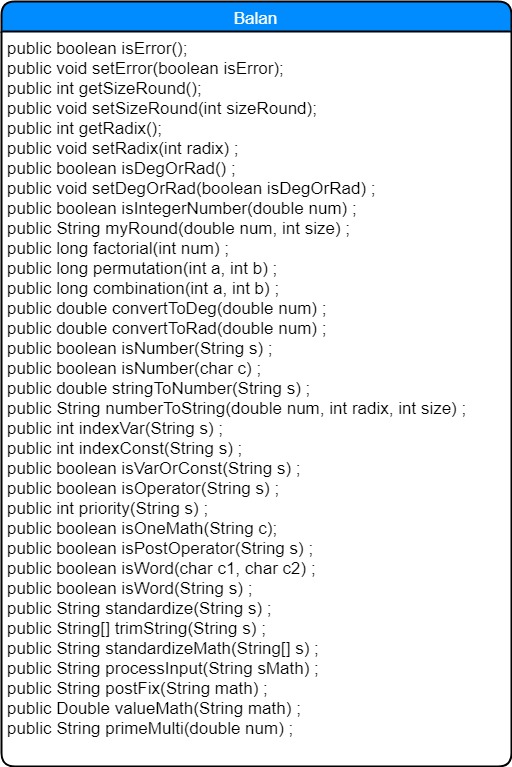 Balan
public boolean isError();
public void setError(boolean isError);
public int getSizeRound();
public void setSizeRound(int sizeRound);
public int getRadix();
public void setRadix(int radix) ;
public boolean isDegOrRad() ;
public void setDegOrRad(boolean isDegOrRad) ;
public boolean isIntegerNumber(double num) ;
public String myRound(double num, int size) ;
public long factorial(int num) ;
public long permutation(int a, int b) ;
public long combination(int a, int b) ;
public double convertToDeg(double num) ;
public double convertToRad(double num) ;
public boolean isNumber(String s) ;
public boolean isNumber(char c) ;
public double stringToNumber(String s) ;
public String numberToString(double num, int radix, int size) ;
public int indexVar(String s) ;
public int indexConst(String s) ;
public boolean isVarOrConst(String s) ;
public boolean isOperator(String s) ;
public int priority(String s) ;
public boolean isOneMath(String c);
public boolean isPostOperator(String s) ;
public boolean isWord(char c1, char c2) ;
public boolean isWord(String s) ;
public String standardize(String s) ;
public String[] trimString(String s) ;
public String standardizeMath(String[] s) ;
public String processInput(String sMath) ;
public String postFix(String math) ;
public Double valueMath(String math) ;
public String primeMulti(double num) ;